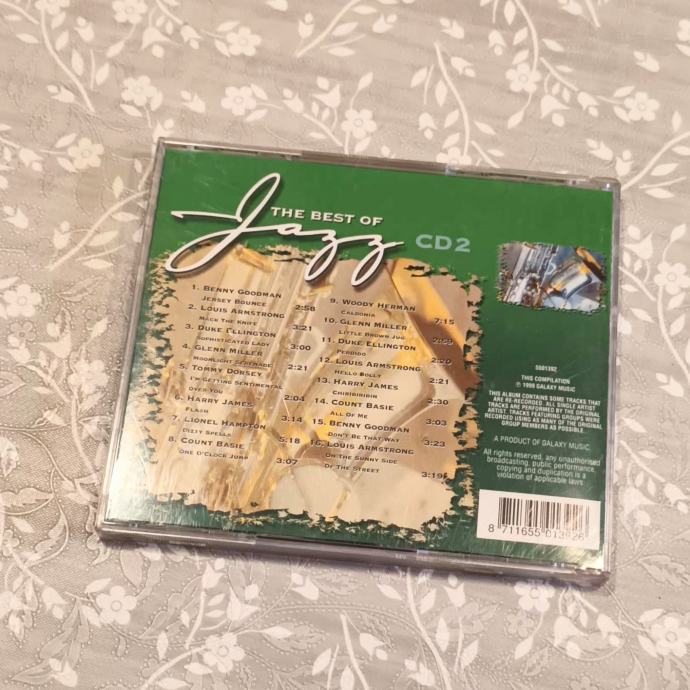 THE BEST OF
Jazz CD2
1. BENNY GOODMAN
JERSEY BOUNCE 2:58
2. LOUIS ARMSTRONG
MACK THE KNIFE 3:21
3. DUKE ELLINGTON
SOPHISTICATED LADY 3:00
4. GLENN MILLER
MOONLIGHT SERENADE 2:21
5. TOMMY DORSEY
I'M GETTING SENTIMENTAL
OVER YOU 2:04
6. HARRY JAMES
FLASH 3:14
7. LIONEL HAMPTON
DIZZY SPELLS 5:18
8. COUNT BASIE
ONE O'CLOCK JUMP 3:07
9. WOODY HERMAN
CALDONIA 7:15
10. GLENN MILLER
LITTLE BROWN JUG 2:59
11. DUKE ELLINGTON
PERDIDO 2:20
12. LOUIS ARMSTRONG
HELLO DOLLY 2:21
13. HARRY JAMES
CHIRIBIRIBIN 2:30
14. COUNT BASIE
ALL OF ME 3:03
15. BENNY GOODMAN
DON'T BE THAT WAY 3:23
16. LOUIS ARMSTRONG
ON THE SUNNY SIDE
OF THE STREET 3:19
5501392
THIS COMPILATION
℗ 1999 GALAXY MUSIC
THIS ALBUM CONTAINS SOME TRACKS THAT
ARE RE-RECORDED. ALL SINGLE ARTIST
TRACKS ARE PERFORMED BY THE ORIGINAL
ARTIST. TRACKS FEATURING GROUPS WERE
RECORDED USING AS MANY OF THE ORIGINAL
GROUP MEMBERS AS POSSIBLE.
A PRODUCT OF GALAXY MUSIC.
All rights reserved, any unauthorised
broadcasting, public performance,
copying and duplication is a
violation of applicable laws.
8 711655 013926